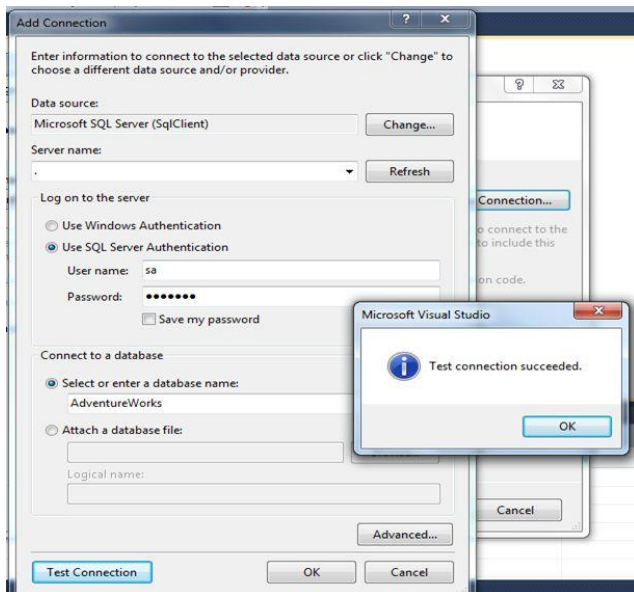 Add Connection
Enter information to connect to the selected data source or click "Change" to
choose a different data source and/or provider.
Data source:
Microsoft SQL Server (SqlClient)
Change...
Server name:
.
Refresh
Log on to the server
Use Windows Authentication
Use SQL Server Authentication
User name:
sa
Password:
•••••••
Save my password
Connect to a database
Select or enter a database name:
AdventureWorks
Attach a database file:
Logical name:
Advanced...
Test Connection
OK
Cancel
Connection...
o connect to the
to include this
on code.
Microsoft Visual Studio
Test connection succeeded.
OK
Cancel